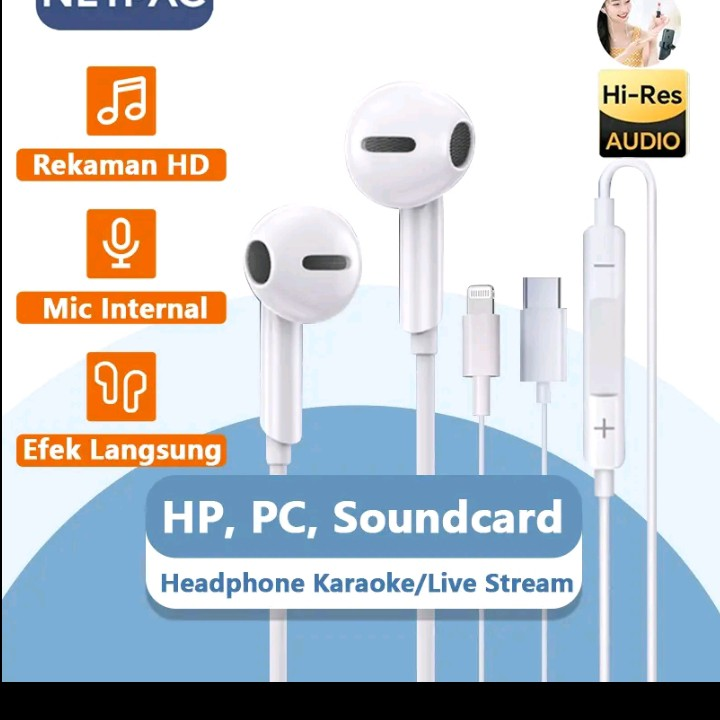 Hi-Res
AUDIO
Rekaman HD
Mic Internal
Efek Langsung
HP, PC, Soundcard
Headphone Karaoke/Live Stream